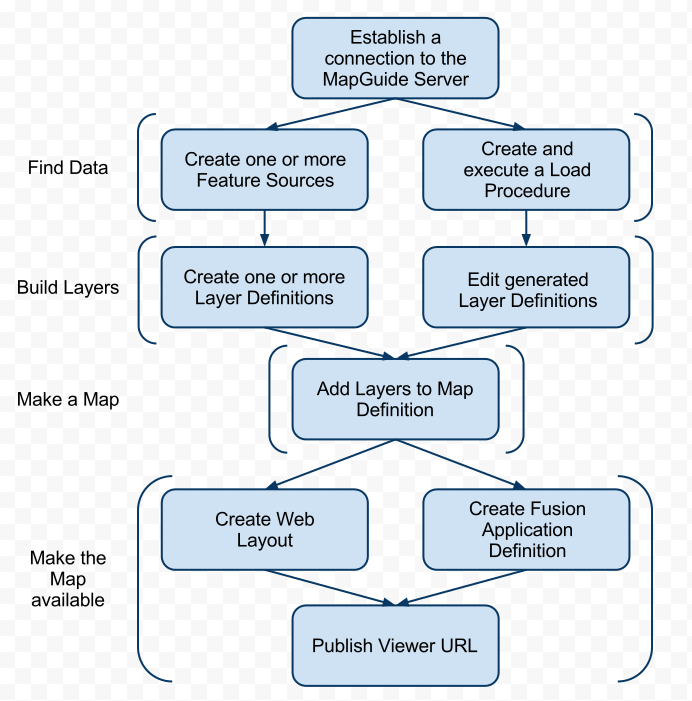 Establish a
connection to the
MapGuide Server
Find Data
Create one or more
Feature Sources
Create and
execute a Load
Procedure
Build Layers
Create one or more
Layer Definitions
Edit generated
Layer Definitions
Make a Map
Add Layers to Map
Definition
Make the
Map
available
Create Web
Layout
Create Fusion
Application
Definition
Publish Viewer URL